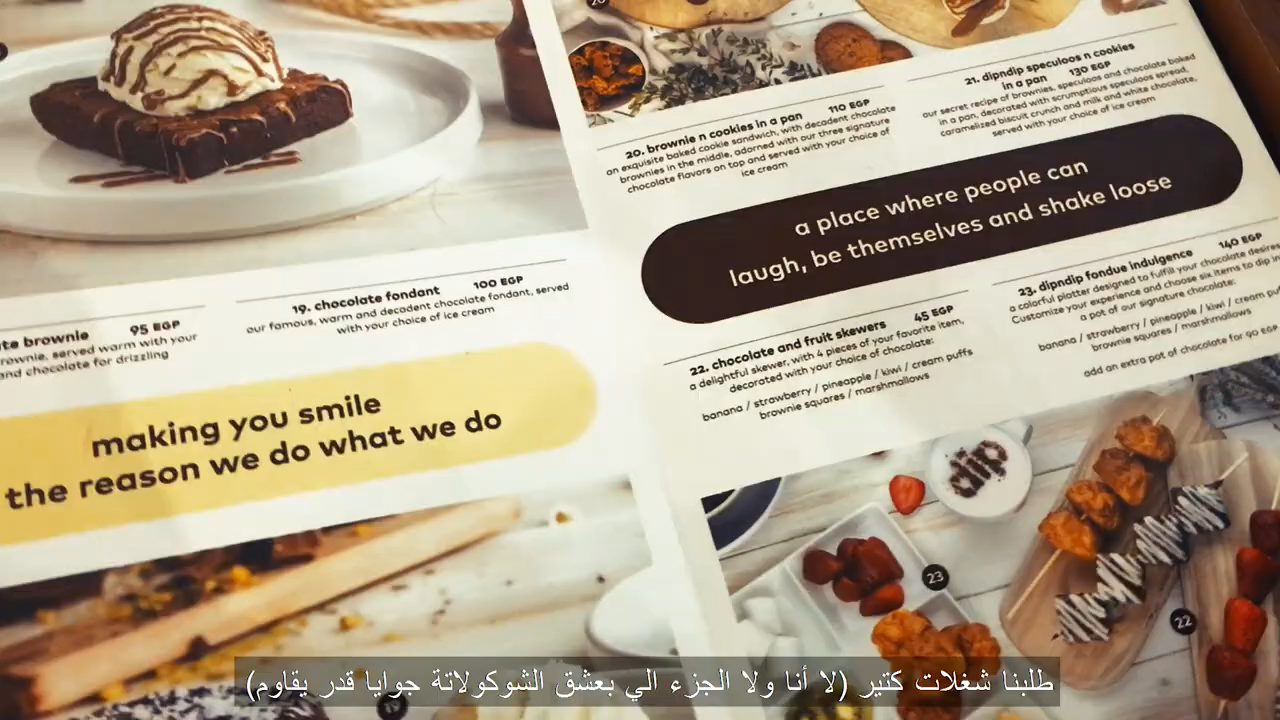 te brownie 95 EGP
rownie, served warm with your
and chocolate for drizzling
19. chocolate fondant 100 EGP
our famous, warm and decadent chocolate fondant, served
with your choice of ice cream
making you smile
the reason we do what we do
19
20
20. brownie n cookies in a pan 110 EGP
an exquisite baked cookie sandwich, with decadent chocolate
brownies in the middle, adorned with our three signature
chocolate flavors on top and served with your choice of
ice cream
21. dipndip speculoos n cookies
in a pan 130 EGP
our secret recipe of brownies, speculoos and chocolate baked
in a pan, decorated with scrumptious speculoos spread,
caramelized biscuit crunch and milk and white chocolate,
served with your choice of ice cream
a place where people can
laugh, be themselves and shake loose
22. chocolate and fruit skewers 45 EGP
a delightful skewer, with 4 pieces of your favorite item,
decorated with your choice of chocolate:
banana / strawberry / pineapple / kiwi / cream puffs
brownie squares / marshmallows
23. dipndip fondue indulgence 140 EGP
a colorful platter designed to fulfill your chocolate desires
Customize your experience and choose six items to dip in
a pot of our signature chocolate:
banana / strawberry / pineapple / kiwi / cream puf
brownie squares / marshmallows
add an extra pot of chocolate for 90 EGP
dip
23
22
طلبنا شغلات كتير (لا أنا ولا الجزء الي بعشق الشوكولاتة جوايا قدر يقاوم)